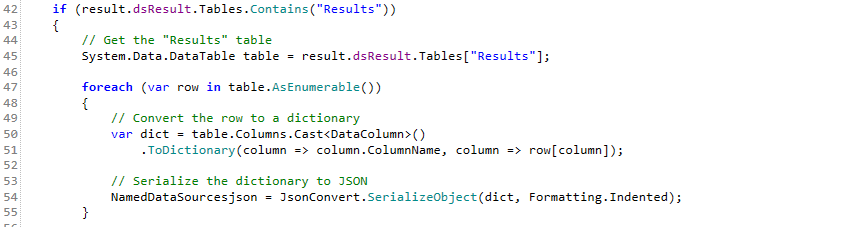 42 if (result.dsResult.Tables.Contains("Results"))
43 {
44 // Get the "Results" table
45 System.Data.DataTable table = result.dsResult.Tables["Results"];
46
47 foreach (var row in table.AsEnumerable())
48 {
49 // Convert the row to a dictionary
50 var dict = table.Columns.Cast<DataColumn>()
51 .ToDictionary(column => column.ColumnName, column => row[column]);
52
53 // Serialize the dictionary to JSON
54 NamedDataSourcesjson = JsonConvert.SerializeObject(dict, Formatting.Indented);
55 }